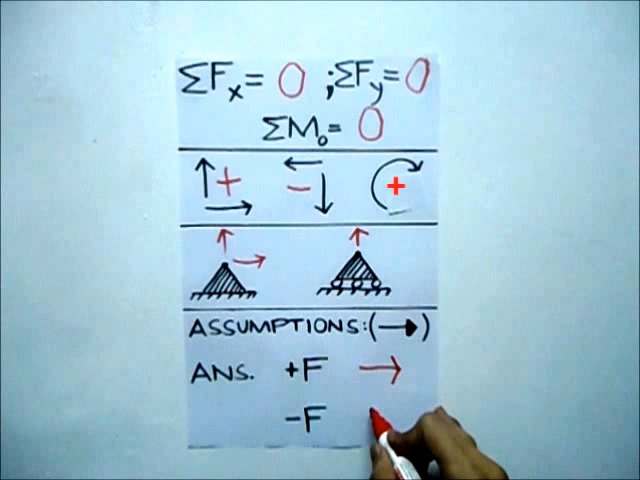 ΣFx= 0 ;ΣFy= 0
ΣMo= 0
+ − +
ASSUMPTIONS:(→)
ANS. +F →
−F